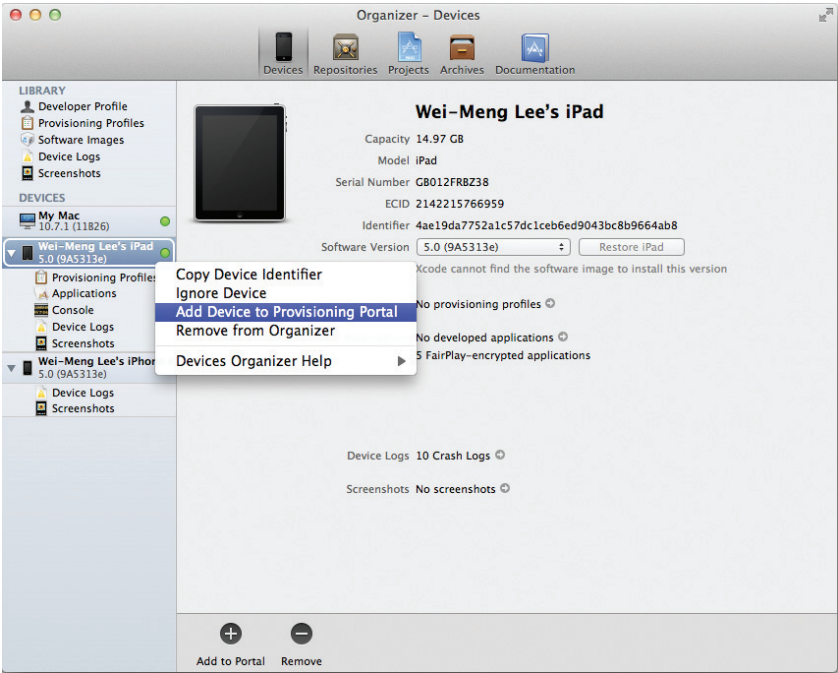 Organizer – Devices
Devices Repositories Projects Archives Documentation
LIBRARY
Developer Profile
Provisioning Profiles
Software Images
Device Logs
Screenshots
DEVICES
My Mac
10.7.1 (11826)
Wei-Meng Lee's iPad
5.0 (9A5313e)
Provisioning Profiles
Applications
Console
Device Logs
Screenshots
Wei-Meng Lee's iPhon
5.0 (9A5313e)
Device Logs
Screenshots
Copy Device Identifier
Ignore Device
Add Device to Provisioning Portal
Remove from Organizer
Devices Organizer Help
Wei-Meng Lee's iPad
Capacity 14.97 GB
Model iPad
Serial Number GB012FRBZ38
ECID 2142215766959
Identifier 4ae19da7752a1c57dc1ceb6ed9043bc8b9664ab8
Software Version 5.0 (9A5313e) Restore iPad
Xcode cannot find the software image to install this version
No provisioning profiles
No developed applications
5 FairPlay-encrypted applications
Device Logs 10 Crash Logs
Screenshots No screenshots
Add to Portal Remove